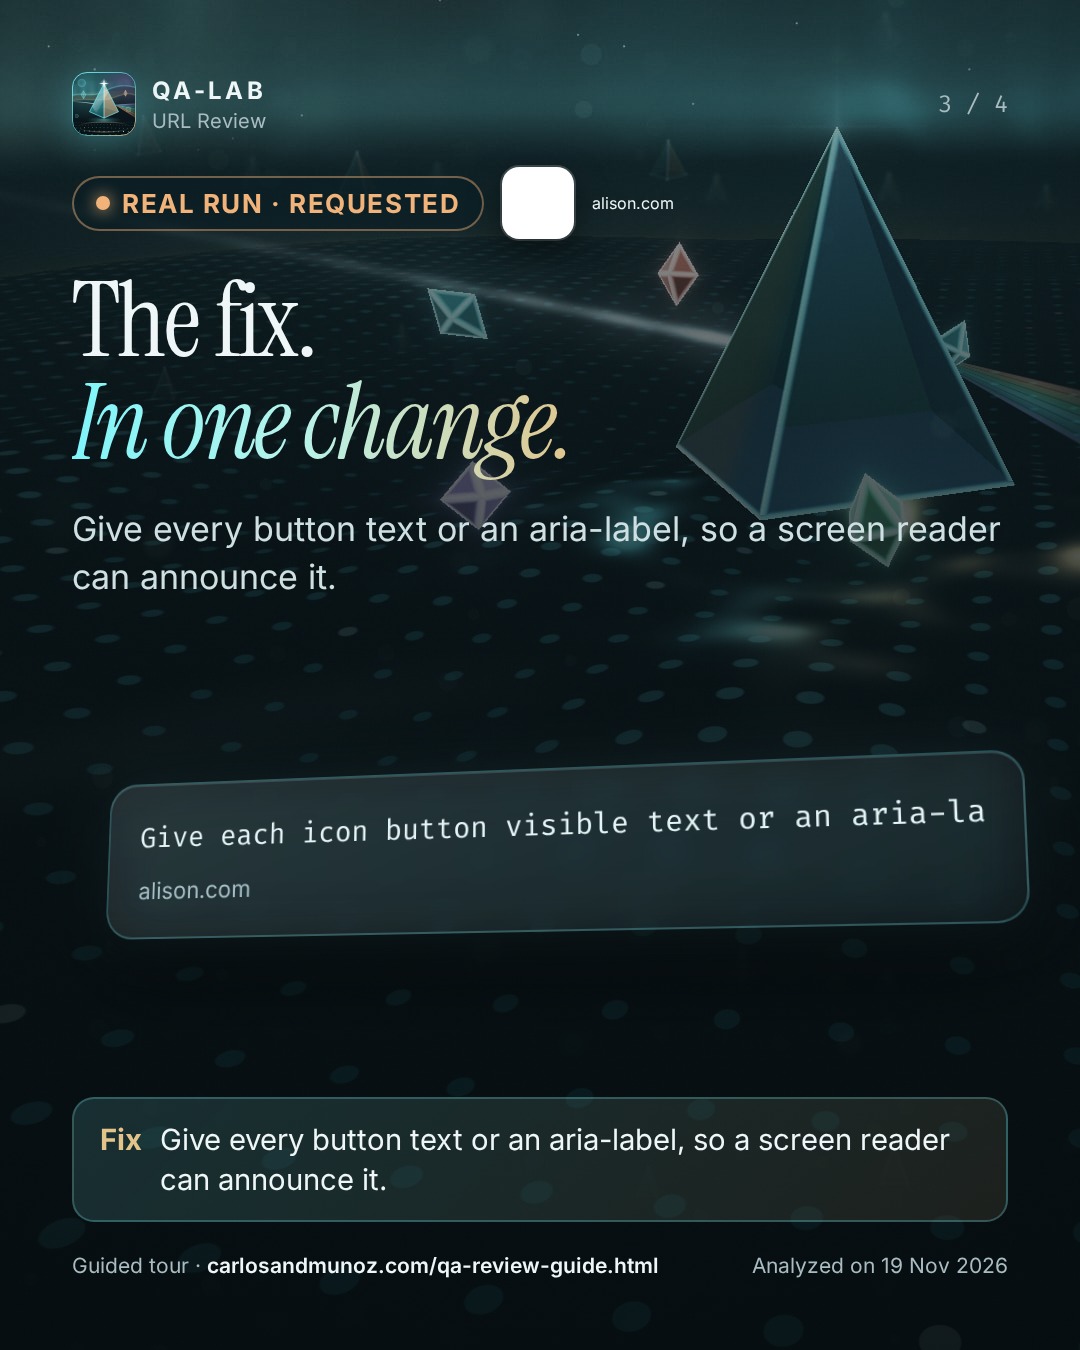 QA-LAB
URL Review
3 / 4
REAL RUN · REQUESTED
alison.com
The fix.
In one change.
Give every button text or an aria-label, so a screen reader
can announce it.
Give each icon button visible text or an aria-la
alison.com
Fix Give every button text or an aria-label, so a screen reader
can announce it.
Guided tour · carlosandmunoz.com/qa-review-guide.html
Analyzed on 19 Nov 2026